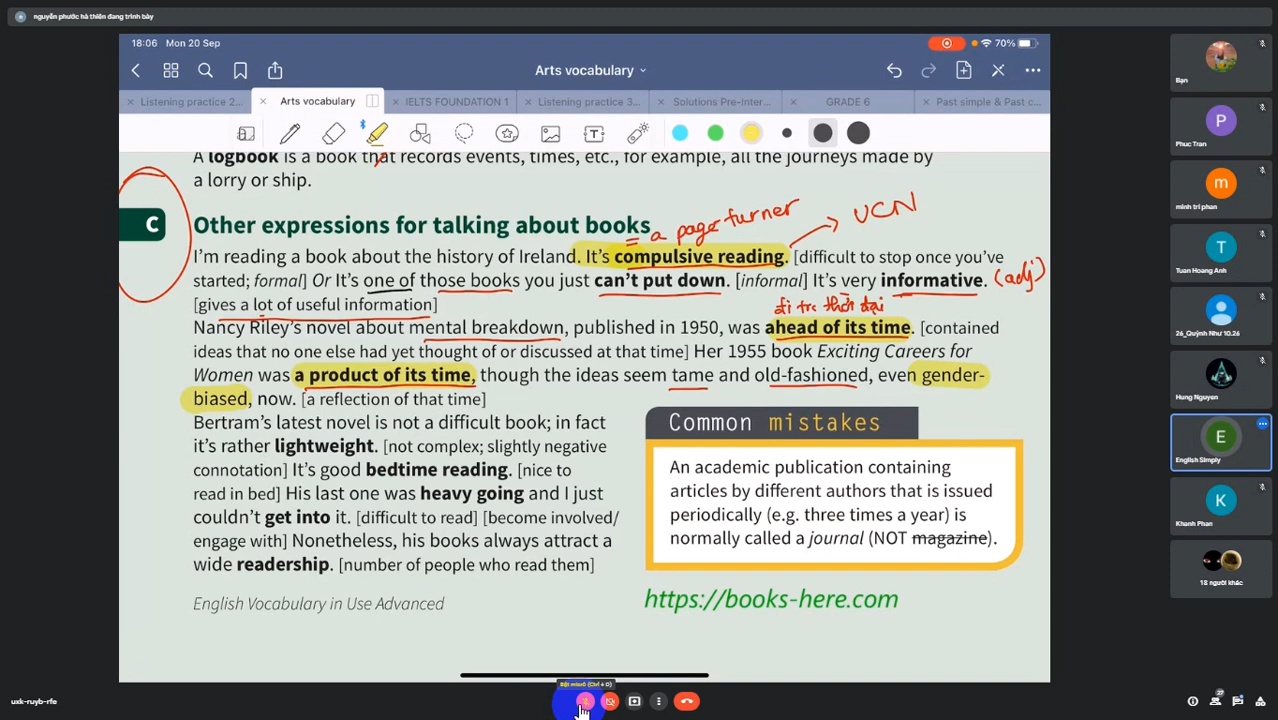 nguyễn phước hà thiên đang trình bày
18:06 Mon 20 Sep
70%
Arts vocabulary
Listening practice 2...
Arts vocabulary
IELTS FOUNDATION 1
Listening practice 3...
Solutions Pre-Inter...
GRADE 6
Past simple & Past c...
A logbook is a book that records events, times, etc., for example, all the journeys made by
a lorry or ship.
C
Other expressions for talking about books
= a page turner
UCN
I'm reading a book about the history of Ireland. It's compulsive reading. [difficult to stop once you've
started; formal] Or It's one of those books you just can't put down. [informal] It's very informative. (adj)
[gives a lot of useful information]
đi trc thời đại
Nancy Riley's novel about mental breakdown, published in 1950, was ahead of its time. [contained
ideas that no one else had yet thought of or discussed at that time] Her 1955 book Exciting Careers for
Women was a product of its time, though the ideas seem tame and old-fashioned, even gender-
biased, now. [a reflection of that time]
Bertram's latest novel is not a difficult book; in fact
it's rather lightweight. [not complex; slightly negative
connotation] It's good bedtime reading. [nice to
read in bed] His last one was heavy going and I just
couldn't get into it. [difficult to read] [become involved/
engage with] Nonetheless, his books always attract a
wide readership. [number of people who read them]
Common mistakes
An academic publication containing
articles by different authors that is issued
periodically (e.g. three times a year) is
normally called a journal (NOT magazine).
English Vocabulary in Use Advanced
https://books-here.com
Bạn
P
Phuc Tran
m
minh tri phan
T
Tuan Hoang Anh
26_Quỳnh Như 10.26
Hung Nguyen
E
English Simply
K
Khanh Phan
18 người khác
Bật micrô (Ctrl + D)
uxk-ruyb-rfe
27